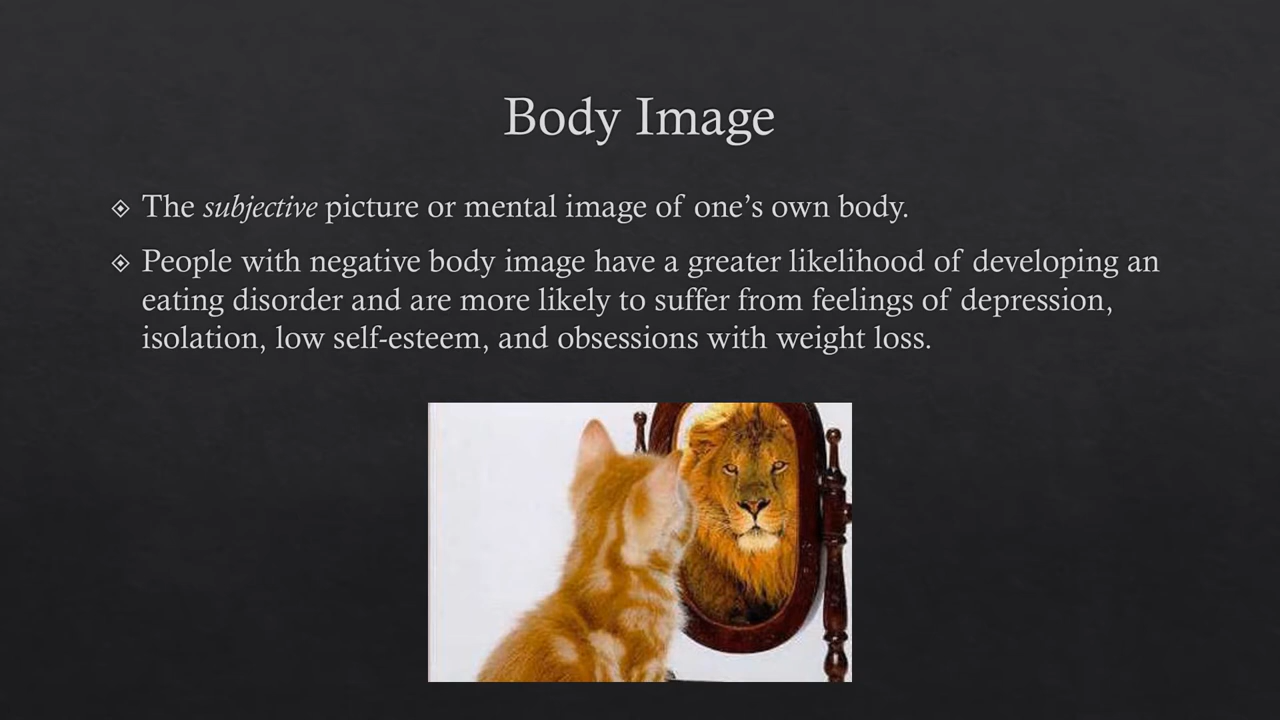 Body Image
The subjective picture or mental image of one's own body.
People with negative body image have a greater likelihood of developing an
eating disorder and are more likely to suffer from feelings of depression,
isolation, low self-esteem, and obsessions with weight loss.